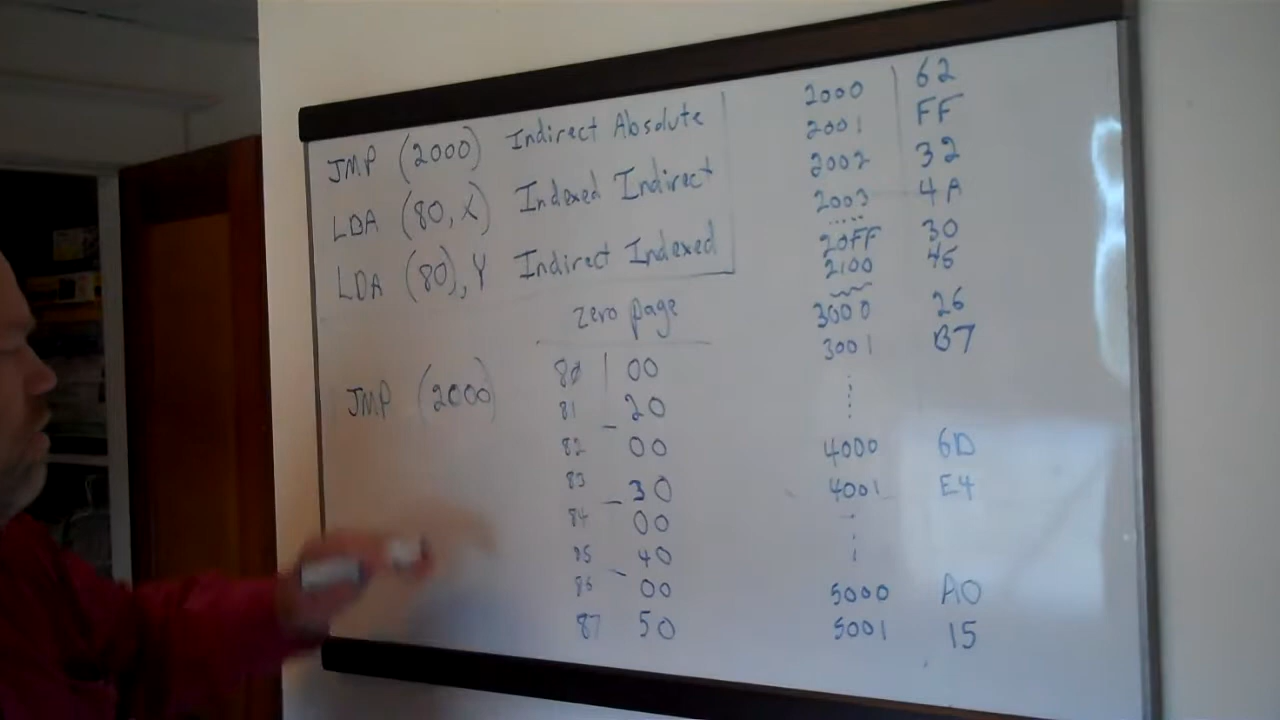 JMP (2000) Indirect Absolute
LDA (80, X) Indexed Indirect
LDA (80), Y Indirect Indexed
JMP (2000)
zero page
80 00
81 20
82 00
83 30
84 00
85 40
86 00
87 50
2000 62
2001 FF
2002 32
2003 4A
.....
20FF 30
2100 45
3000 26
3001 B7
4000 6D
4001 E4
5000 A0
5001 15